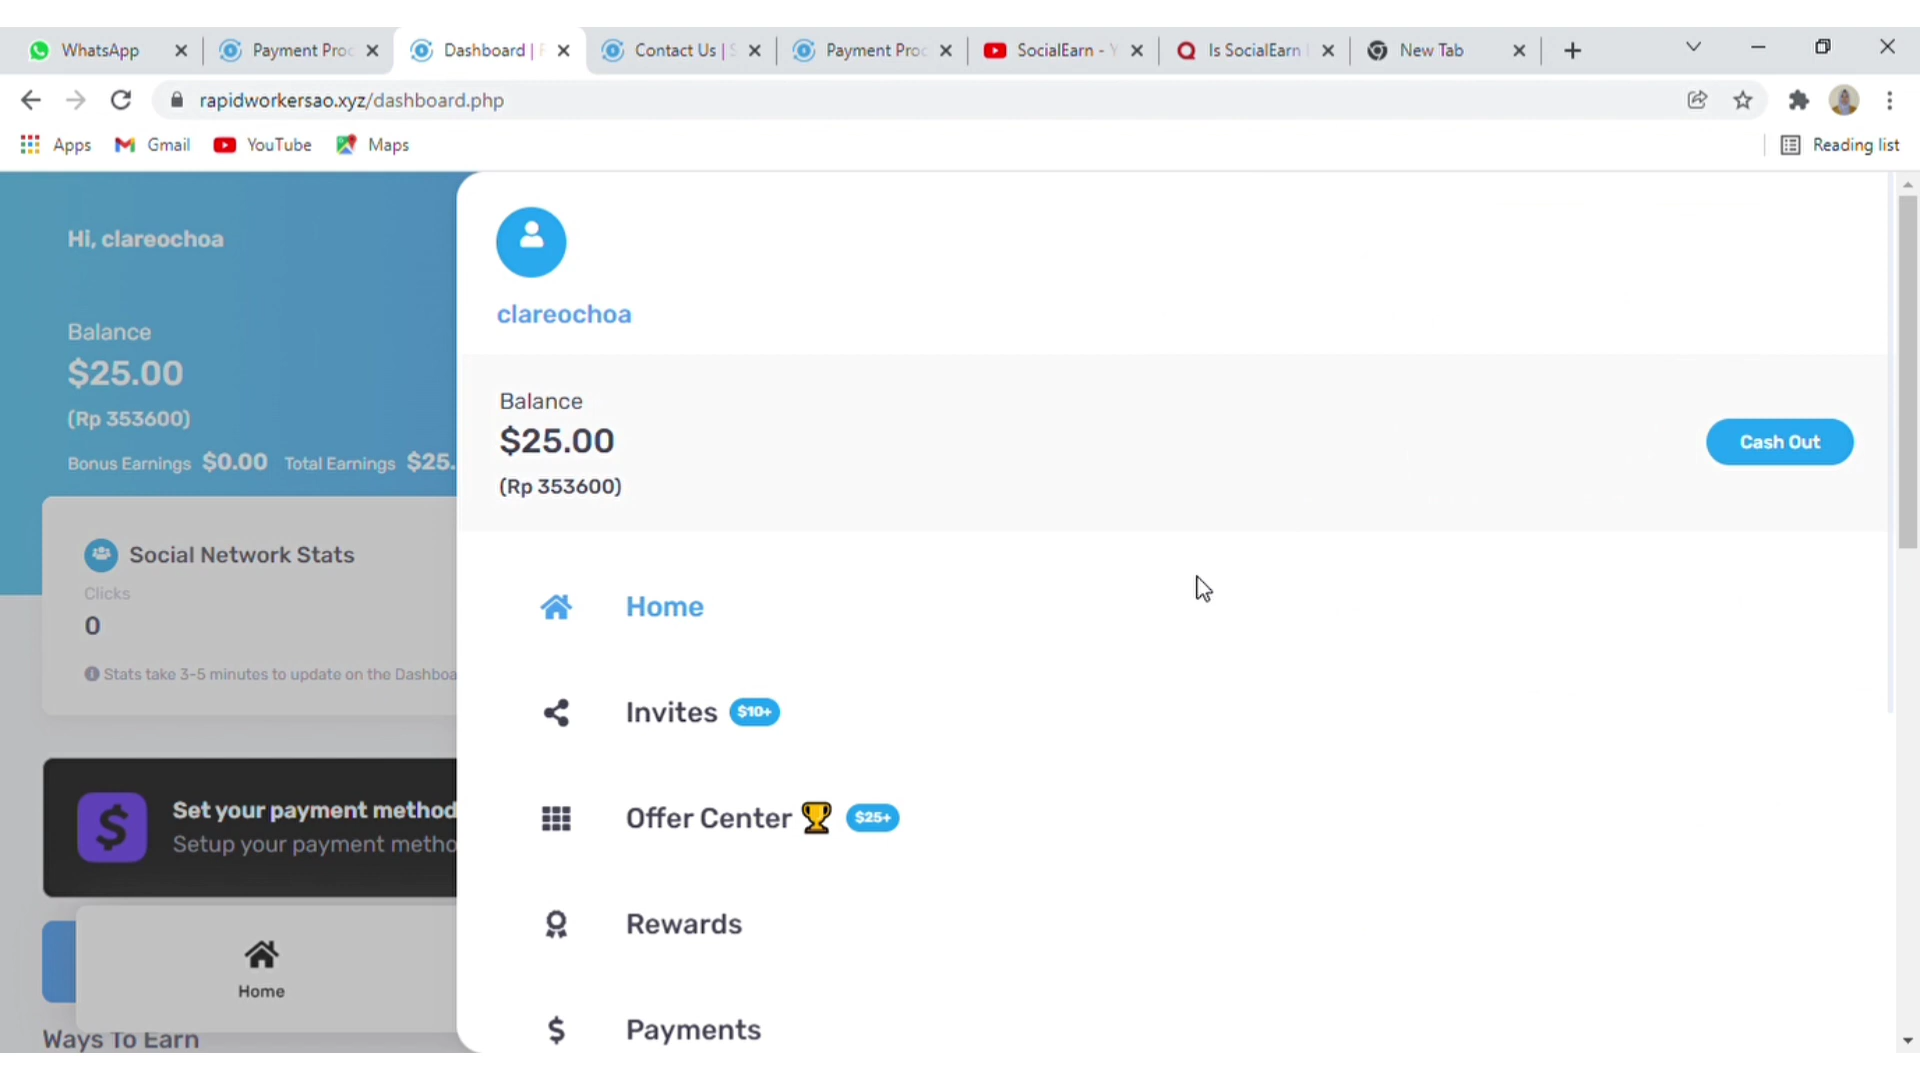 WhatsApp
Payment Proc
Dashboard |
Contact Us |
Payment Proc
SocialEarn -
Is SocialEarn
New Tab
rapidworkersao.xyz/dashboard.php
Apps
Gmail
YouTube
Maps
Reading list
Hi, clareochoa
Balance
$25.00
(Rp 353600)
Bonus Earnings $0.00 Total Earnings $25.
Social Network Stats
Clicks
0
Stats take 3-5 minutes to update on the Dashboa
Set your payment method
Setup your payment metho
Home
Ways To Earn
clareochoa
Balance
$25.00
(Rp 353600)
Cash Out
Home
Invites $10+
Offer Center $25+
Rewards
Payments